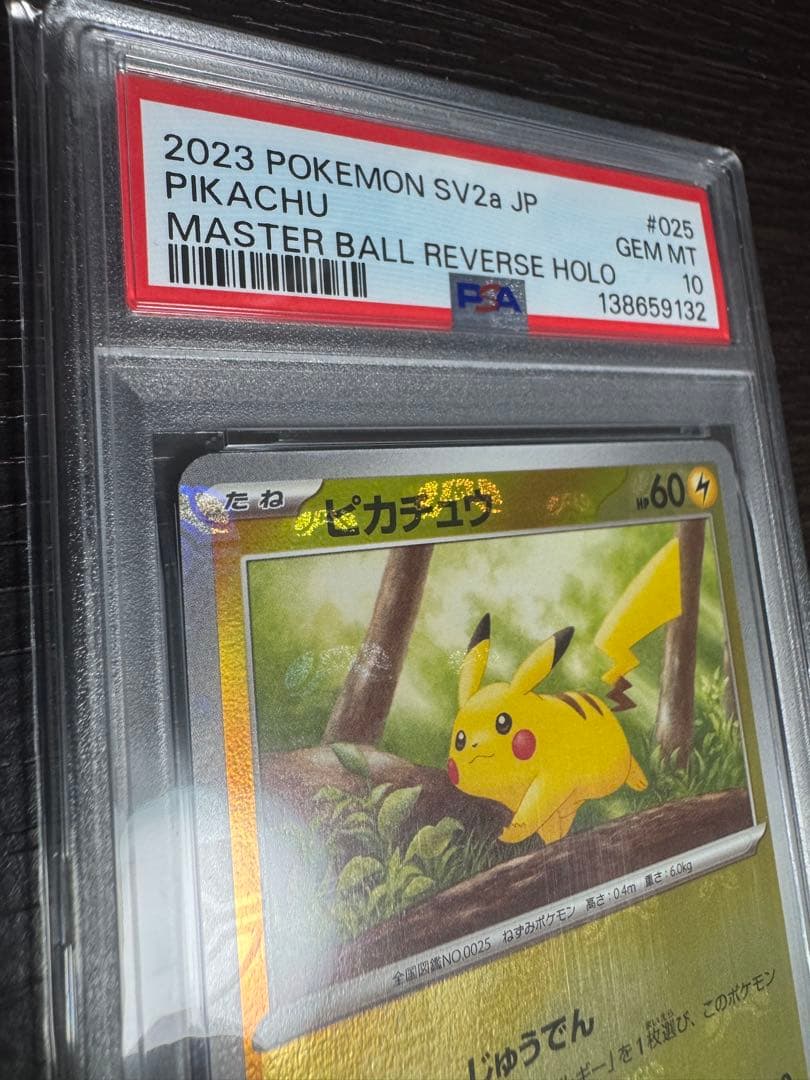 2023 POKEMON SV2a JP #025
PIKACHU GEM MT
MASTER BALL REVERSE HOLO 10
PSA 138659132
たね ピカチュウ HP60
全国図鑑NO.0025 ねずみポケモン 高さ:0.4m 重さ:6.0kg
じゅうでん
ギー」を1枚選び、このポケモン